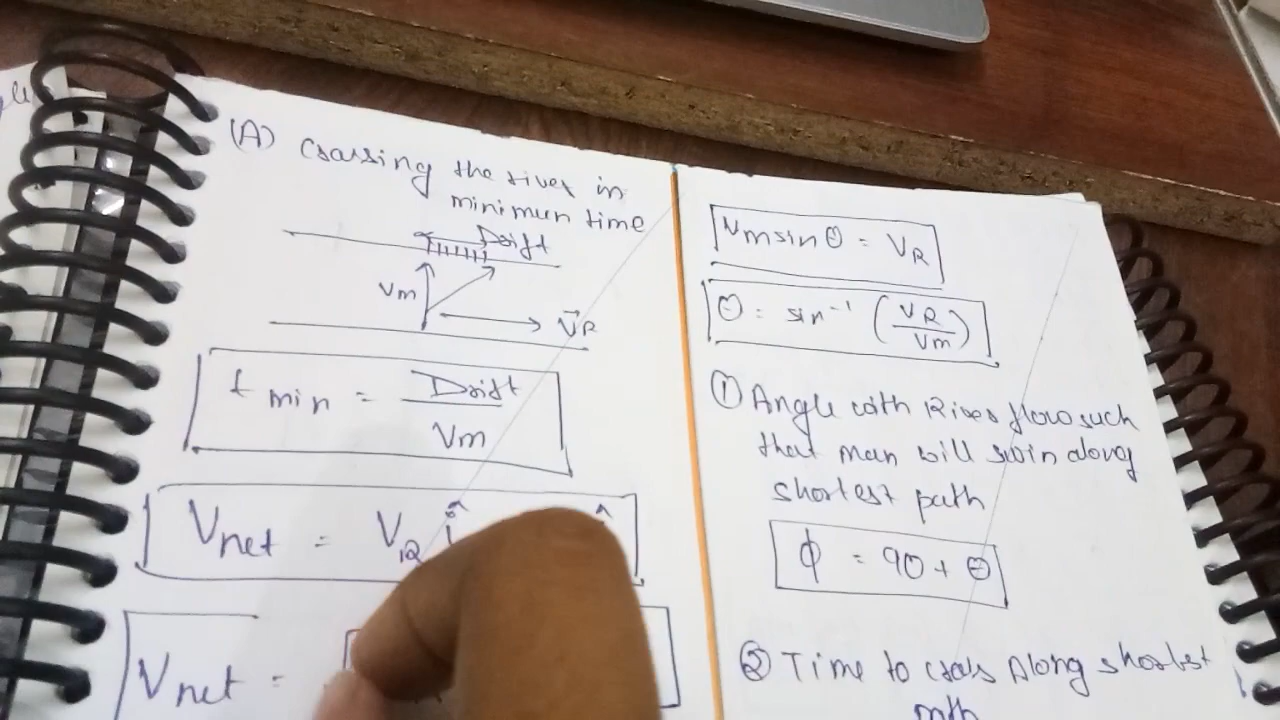 (A) Crossing the river in
minimun time
Drift
Vm
V⃗R
t min = Drift / Vm
Vnet = VR î
Vnet =
Vm sin θ = VR
θ = sin⁻¹ (VR / Vm)
① Angle with River flow such
that man will swin along
shortest path
ϕ = 90 + θ
② Time to cross Along shortest